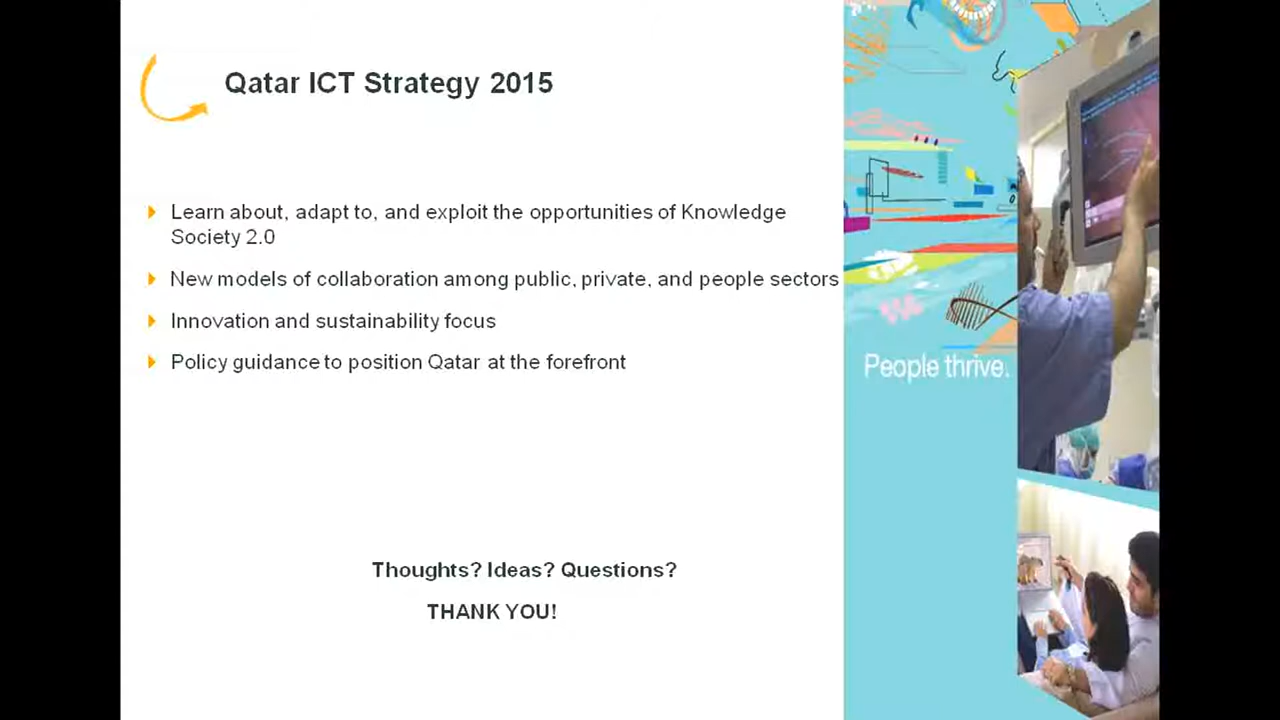 Qatar ICT Strategy 2015
Learn about, adapt to, and exploit the opportunities of Knowledge
Society 2.0
New models of collaboration among public, private, and people sectors
Innovation and sustainability focus
Policy guidance to position Qatar at the forefront
People thrive.
Thoughts? Ideas? Questions?
THANK YOU!